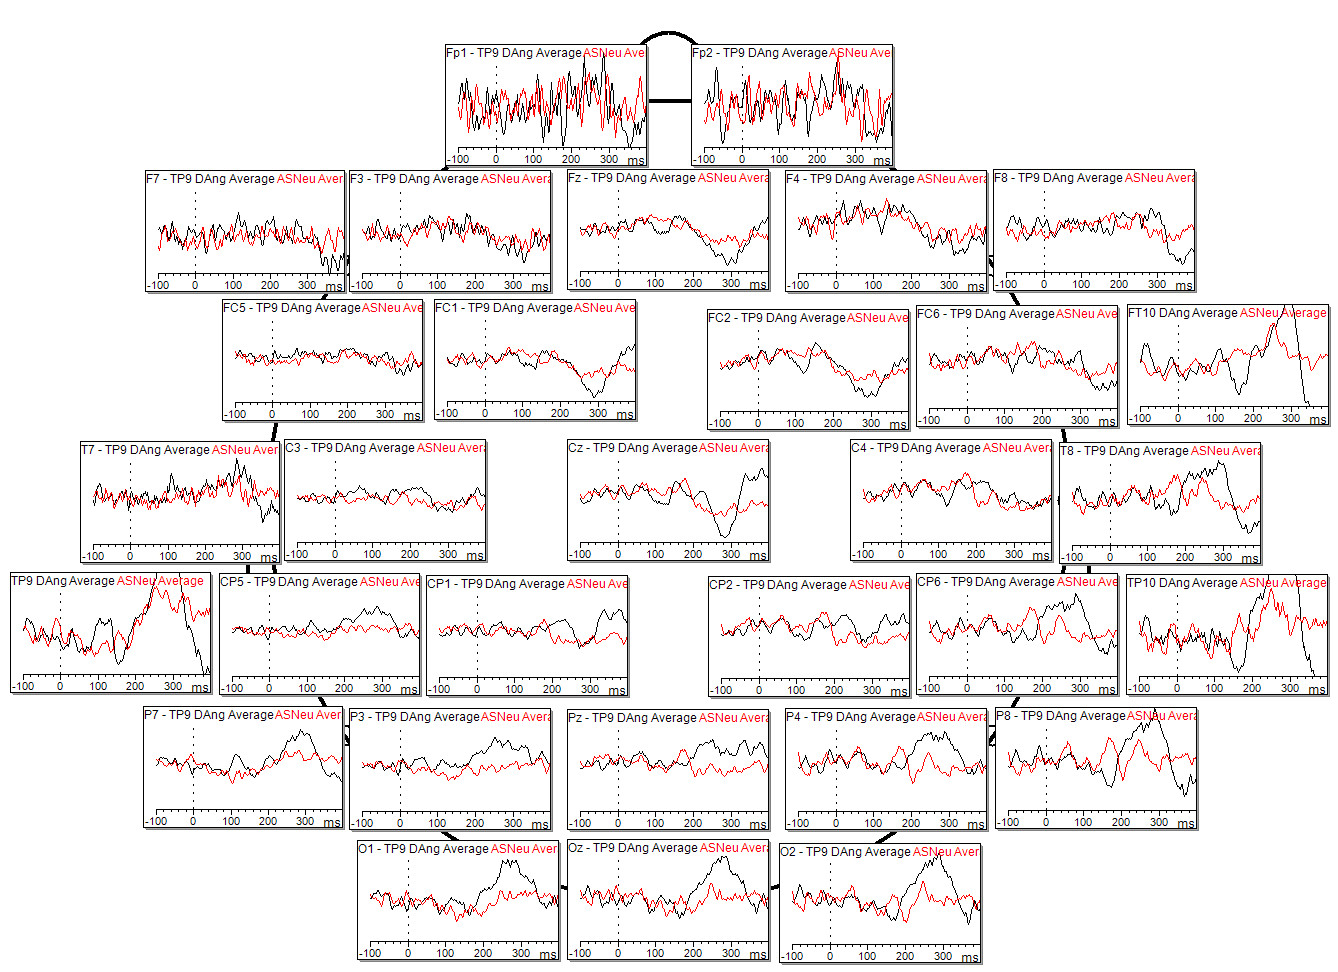 Fp1 - TP9 DAng Average ASNeu Ave
-100 0 100 200 300 ms
Fp2 - TP9 DAng Average ASNeu Ave
-100 0 100 200 300 ms
F7 - TP9 DAng Average ASNeu Aver
-100 0 100 200 300 ms
F3 - TP9 DAng Average ASNeu Avera
-100 0 100 200 300 ms
Fz - TP9 DAng Average ASNeu Avera
-100 0 100 200 300 ms
F4 - TP9 DAng Average ASNeu Avera
-100 0 100 200 300 ms
F8 - TP9 DAng Average ASNeu Avera
-100 0 100 200 300 ms
FC5 - TP9 DAng Average ASNeu Ave
-100 0 100 200 300 ms
FC1 - TP9 DAng Average ASNeu Ave
-100 0 100 200 300 ms
FC2 - TP9 DAng Average ASNeu Ave
-100 0 100 200 300 ms
FC6 - TP9 DAng Average ASNeu Ave
-100 0 100 200 300 ms
FT10 DAng Average ASNeu Average
-100 0 100 200 300 ms
T7 - TP9 DAng Average ASNeu Aver
-100 0 100 200 300 ms
C3 - TP9 DAng Average ASNeu Avera
-100 0 100 200 300 ms
Cz - TP9 DAng Average ASNeu Avera
-100 0 100 200 300 ms
C4 - TP9 DAng Average ASNeu Avera
-100 0 100 200 300 ms
T8 - TP9 DAng Average ASNeu Avera
-100 0 100 200 300 ms
TP9 DAng Average ASNeu Average
-100 0 100 200 300 ms
CP5 - TP9 DAng Average ASNeu Ave
-100 0 100 200 300 ms
CP1 - TP9 DAng Average ASNeu Ave
-100 0 100 200 300 ms
CP2 - TP9 DAng Average ASNeu Ave
-100 0 100 200 300 ms
CP6 - TP9 DAng Average ASNeu Ave
-100 0 100 200 300 ms
TP10 DAng Average ASNeu Average
-100 0 100 200 300 ms
P7 - TP9 DAng Average ASNeu Aver
-100 0 100 200 300 ms
P3 - TP9 DAng Average ASNeu Avera
-100 0 100 200 300 ms
Pz - TP9 DAng Average ASNeu Avera
-100 0 100 200 300 ms
P4 - TP9 DAng Average ASNeu Avera
-100 0 100 200 300 ms
P8 - TP9 DAng Average ASNeu Avera
-100 0 100 200 300 ms
O1 - TP9 DAng Average ASNeu Aver
-100 0 100 200 300 ms
Oz - TP9 DAng Average ASNeu Aver
-100 0 100 200 300 ms
O2 - TP9 DAng Average ASNeu Aver
-100 0 100 200 300 ms